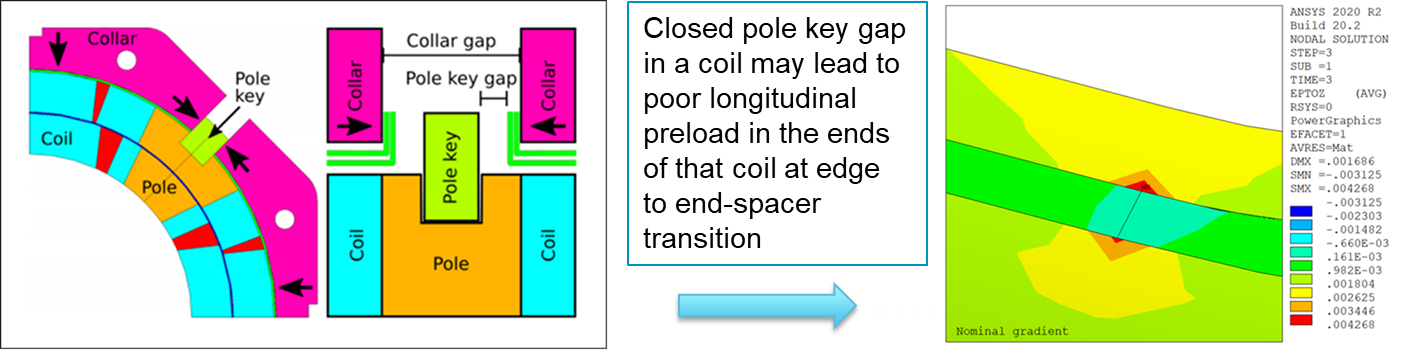 Collar
Pole
key
Coil
Pole
Collar gap
Pole key gap
Collar
Collar
Pole key
Coil
Pole
Coil
Closed pole key gap
in a coil may lead to
poor longitudinal
preload in the ends
of that coil at edge
to end-spacer
transition
Nominal gradient
ANSYS 2020 R2
Build 20.2
NODAL SOLUTION
STEP=3
SUB =1
TIME=3
EPTOZ (AVG)
RSYS=0
PowerGraphics
EFACET=1
AVRES=Mat
DMX =.001686
SMN =-.003125
SMX =.004268
-.003125
-.002303
-.001482
-.660E-03
.161E-03
.982E-03
.001804
.002625
.003446
.004268